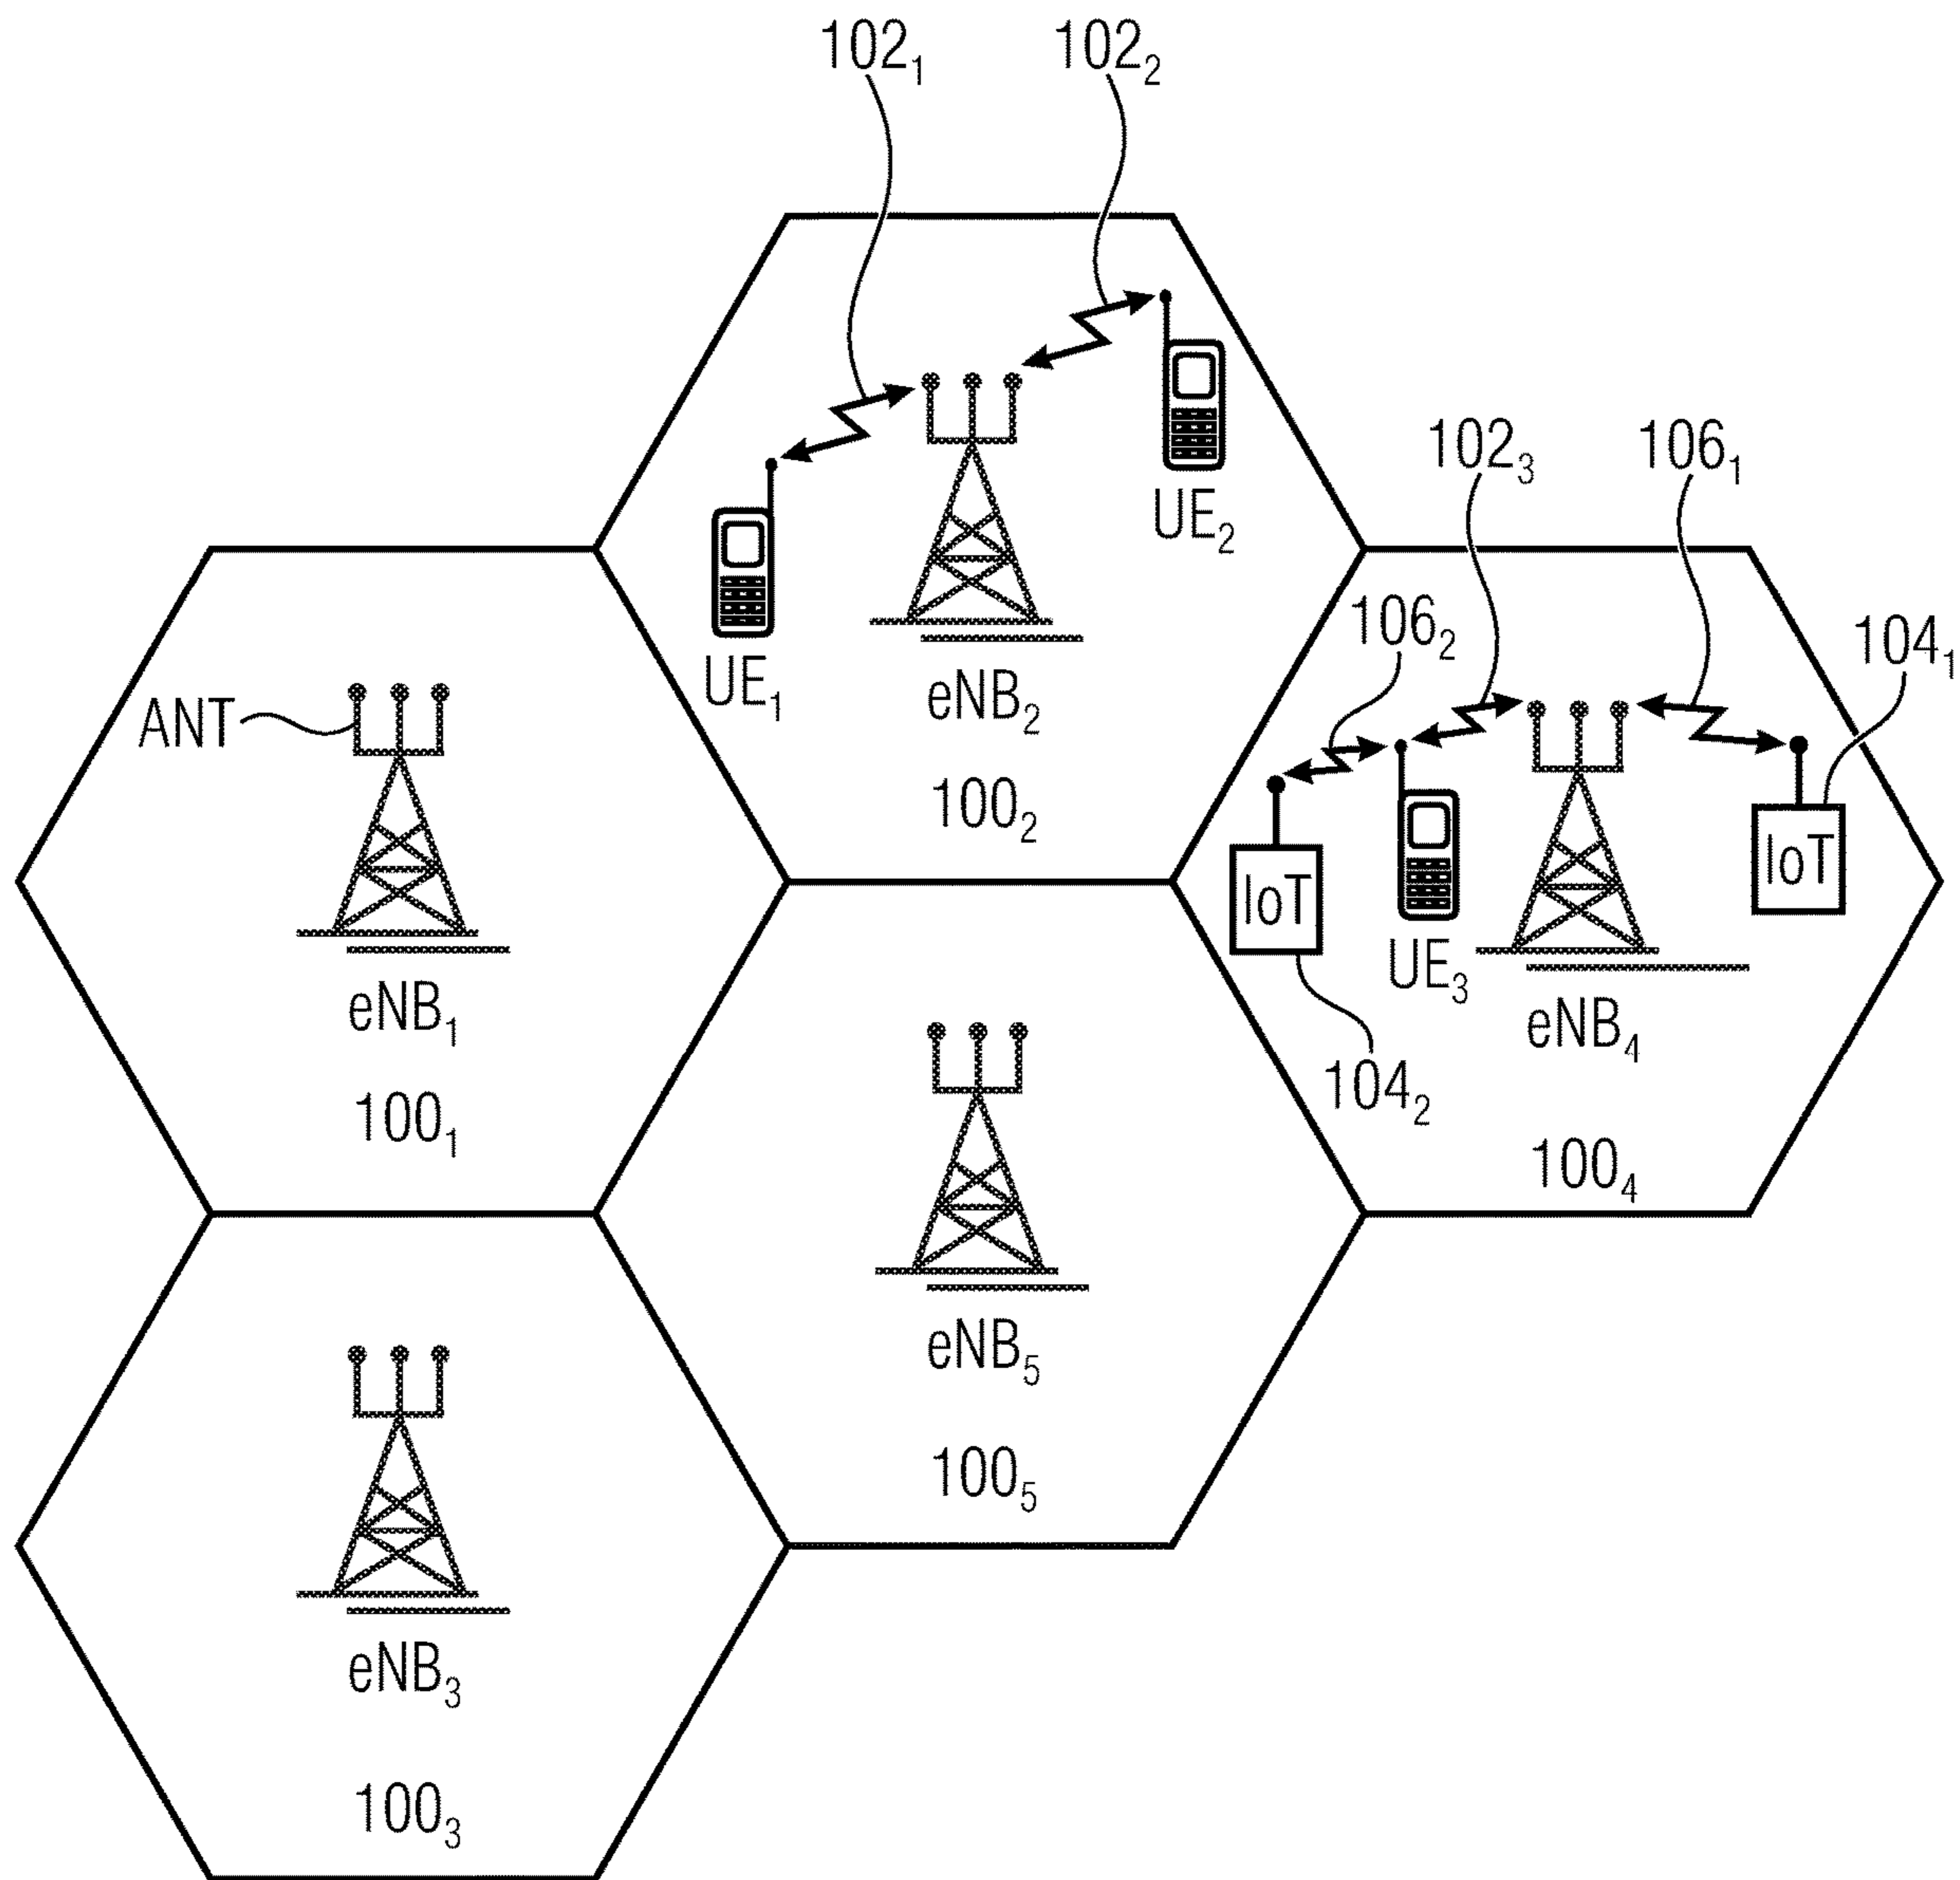 102₁
102₂
102₃
106₁
UE₂
106₂
104₁
UE₁
eNB₂
ANT
100₂
IoT
IoT
UE₃
eNB₁
eNB₄
104₂
100₁
100₄
eNB₅
100₅
eNB₃
100₃